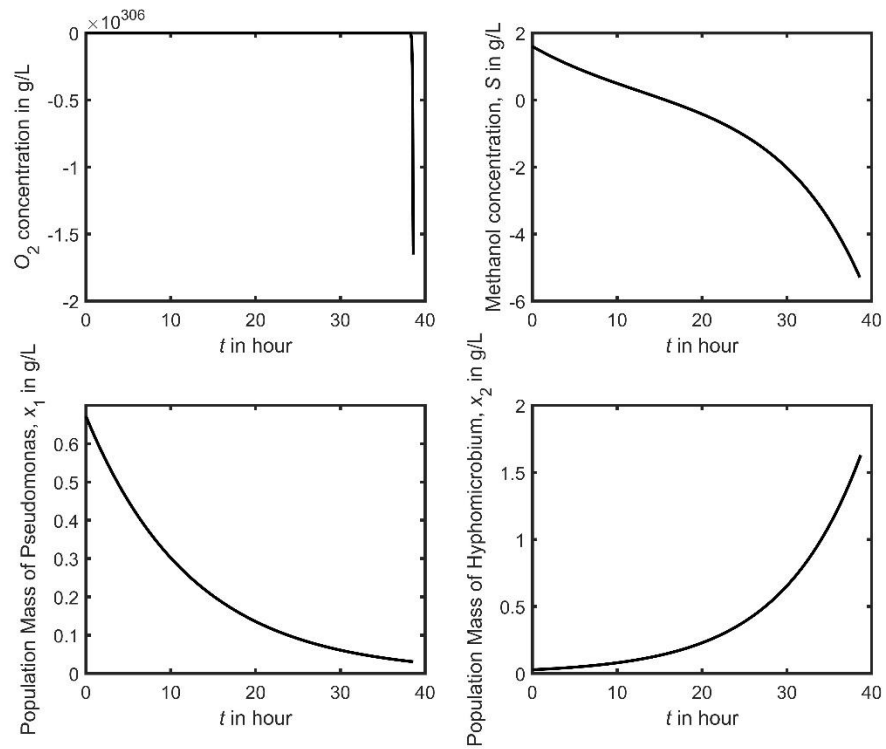 ×10^306
O_2 concentration in g/L
0
-0.5
-1
-1.5
-2
0 10 20 30 40
t in hour
Methanol concentration, S in g/L
2
0
-2
-4
-6
0 10 20 30 40
t in hour
Population Mass of Pseudomonas, x_1 in g/L
0.6
0.5
0.4
0.3
0.2
0.1
0
0 10 20 30 40
t in hour
Population Mass of Hyphomicrobium, x_2 in g/L
2
1.5
1
0.5
0
0 10 20 30 40
t in hour